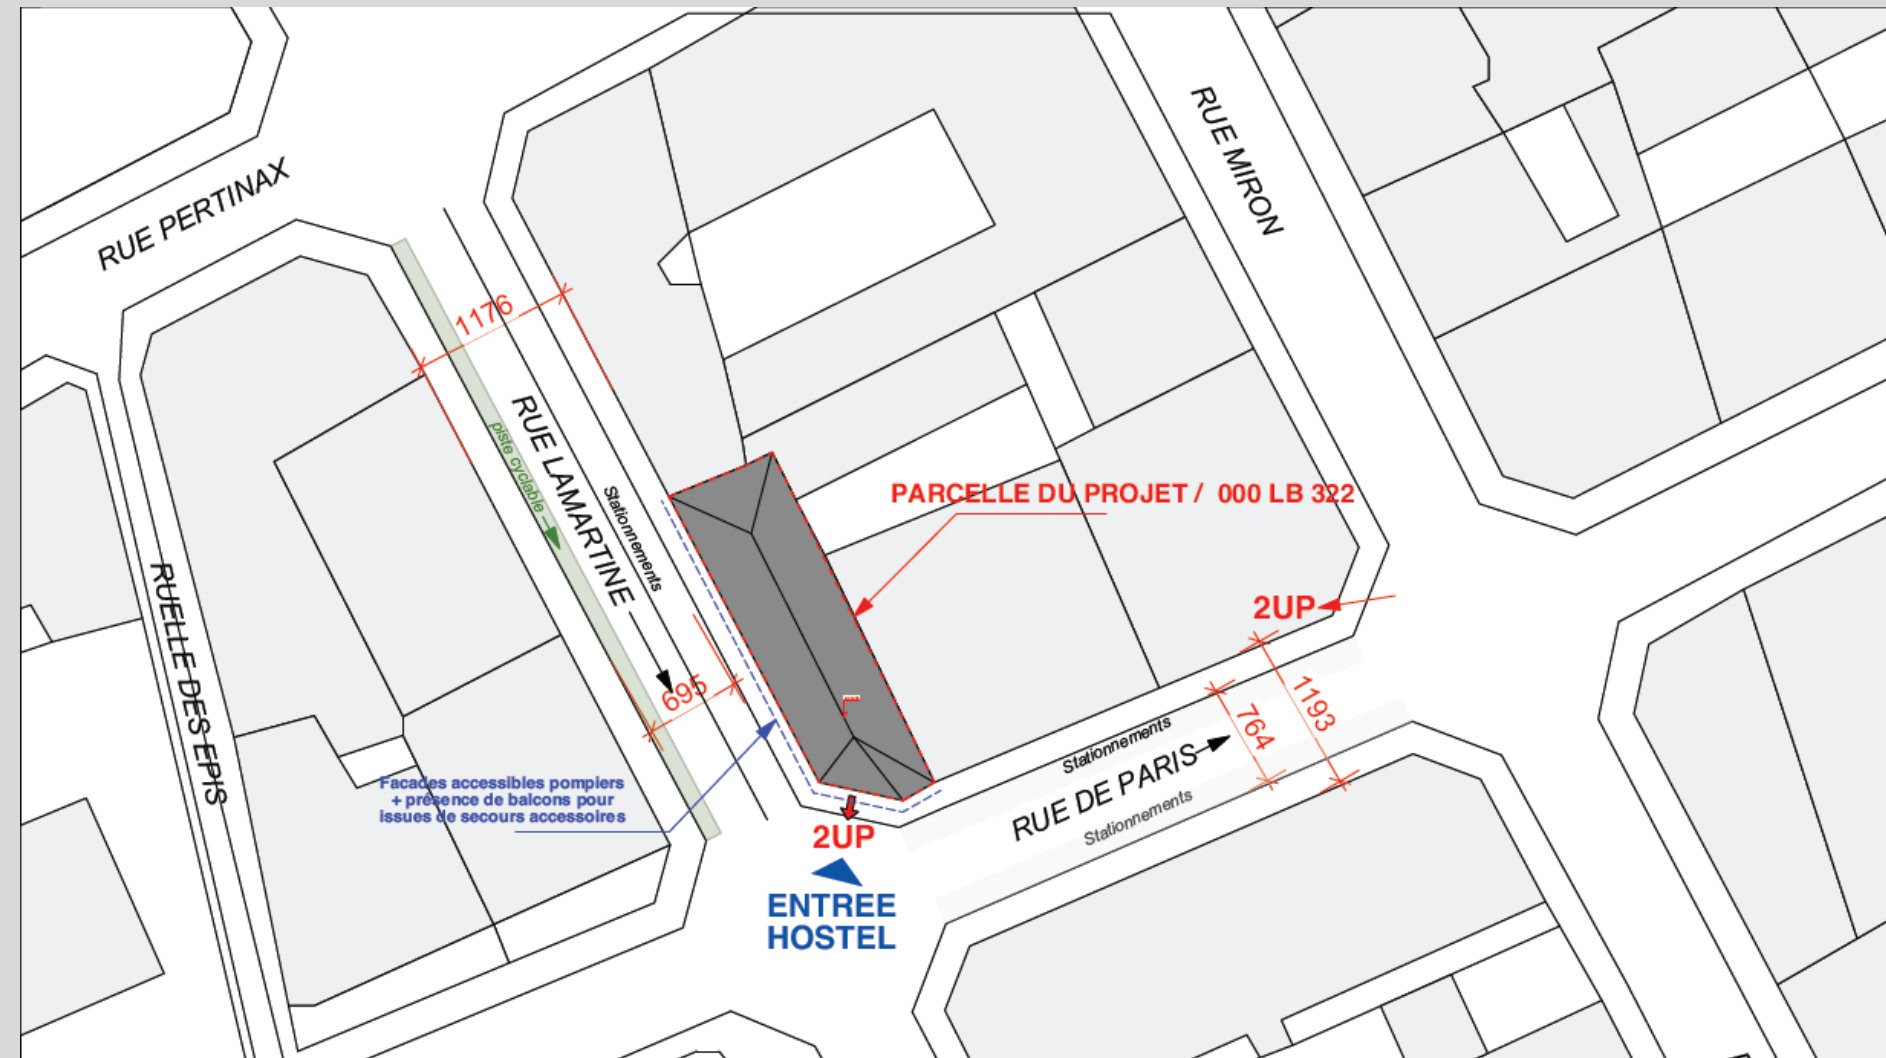 RUE PERTINAX
RUE MIRON
1176
RUE LAMARTINE
piste cyclable
Stationnements
PARCELLE DU PROJET / 000 LB 322
RUELLE DES EPIS
2UP
695
1193
764
Stationnements
RUE DE PARIS
Stationnements
Facades accessibles pompiers
+ présence de balcons pour
issues de secours accessoires
2UP
ENTREE
HOSTEL